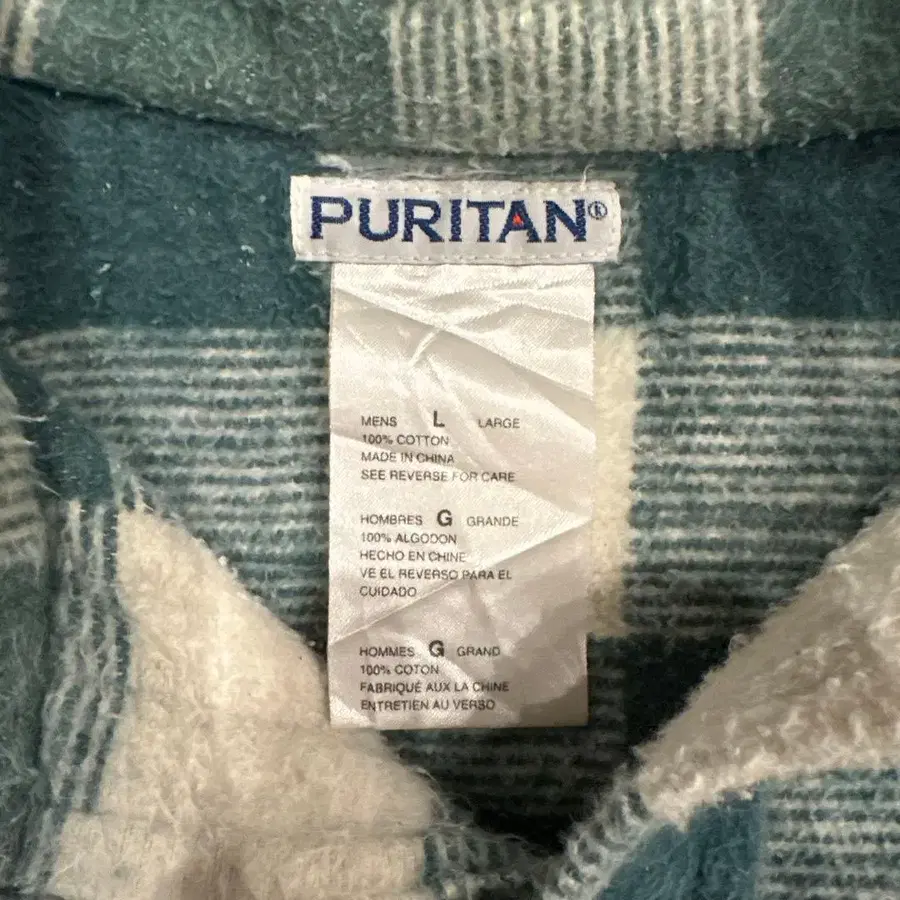 PURITAN®
MENS L LARGE
100% COTTON
MADE IN CHINA
SEE REVERSE FOR CARE
HOMBRES G GRANDE
100% ALGODON
HECHO EN CHINE
VE EL REVERSO PARA EL
CUIDADO
HOMMES G GRAND
100% COTON
FABRIQUÉ AUX LA CHINE
ENTRETIEN AU VERSO